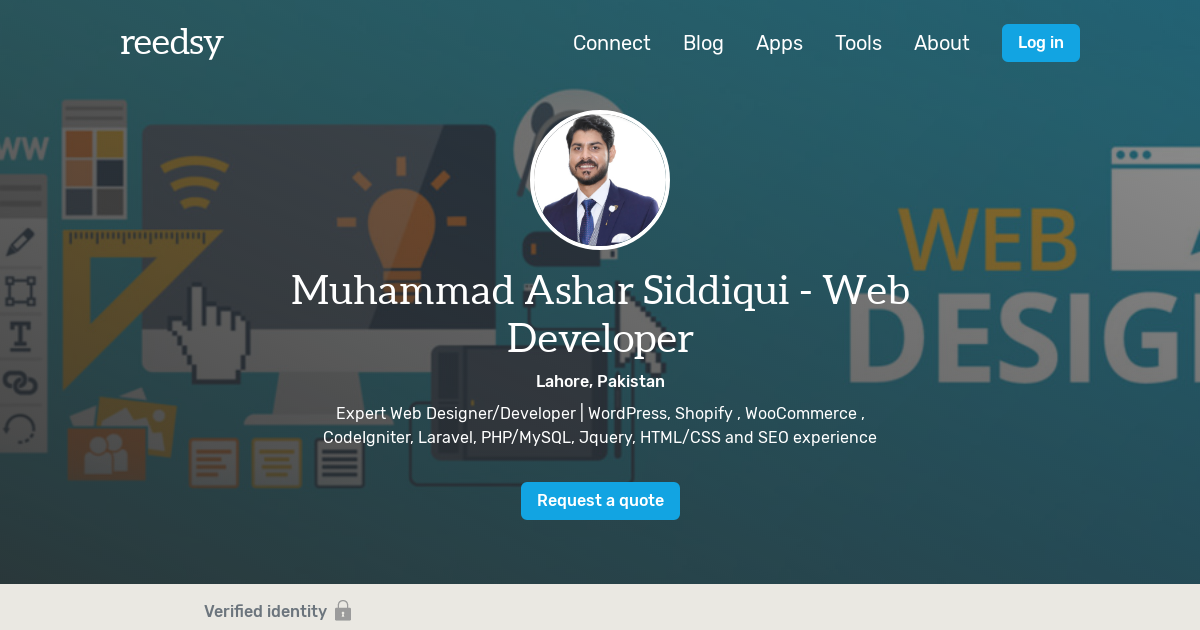 reedsy
Connect
Blog
Apps
Tools
About
Log in
WW
WEB
DESIG
T
Muhammad Ashar Siddiqui - Web
Developer
Lahore, Pakistan
Expert Web Designer/Developer | WordPress, Shopify , WooCommerce ,
CodeIgniter, Laravel, PHP/MySQL, Jquery, HTML/CSS and SEO experience
Request a quote
Verified identity